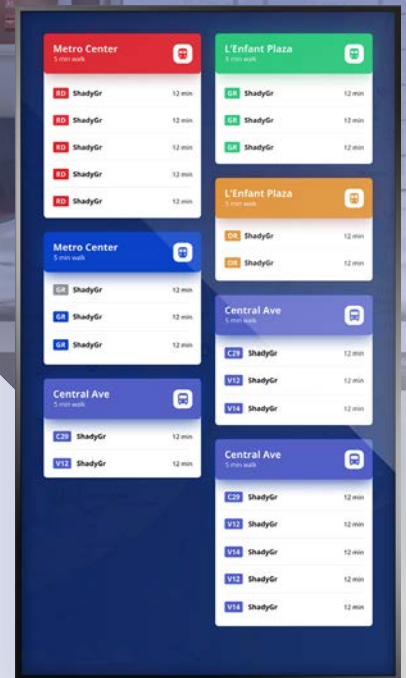 Metro Center
5 min walk
RD ShadyGr 12 min
RD ShadyGr 12 min
RD ShadyGr 12 min
RD ShadyGr 12 min
RD ShadyGr 12 min
Metro Center
5 min walk
GR ShadyGr 12 min
GR ShadyGr 12 min
GR ShadyGr 12 min
Central Ave
5 min walk
C29 ShadyGr 12 min
V12 ShadyGr 12 min
L'Enfant Plaza
5 min walk
GR ShadyGr 12 min
GR ShadyGr 12 min
GR ShadyGr 12 min
L'Enfant Plaza
5 min walk
OR ShadyGr 12 min
OR ShadyGr 12 min
Central Ave
5 min walk
C29 ShadyGr 12 min
V12 ShadyGr 12 min
V14 ShadyGr 12 min
Central Ave
5 min walk
C29 ShadyGr 12 min
V12 ShadyGr 12 min
V14 ShadyGr 12 min
V12 ShadyGr 12 min
V14 ShadyGr 12 min